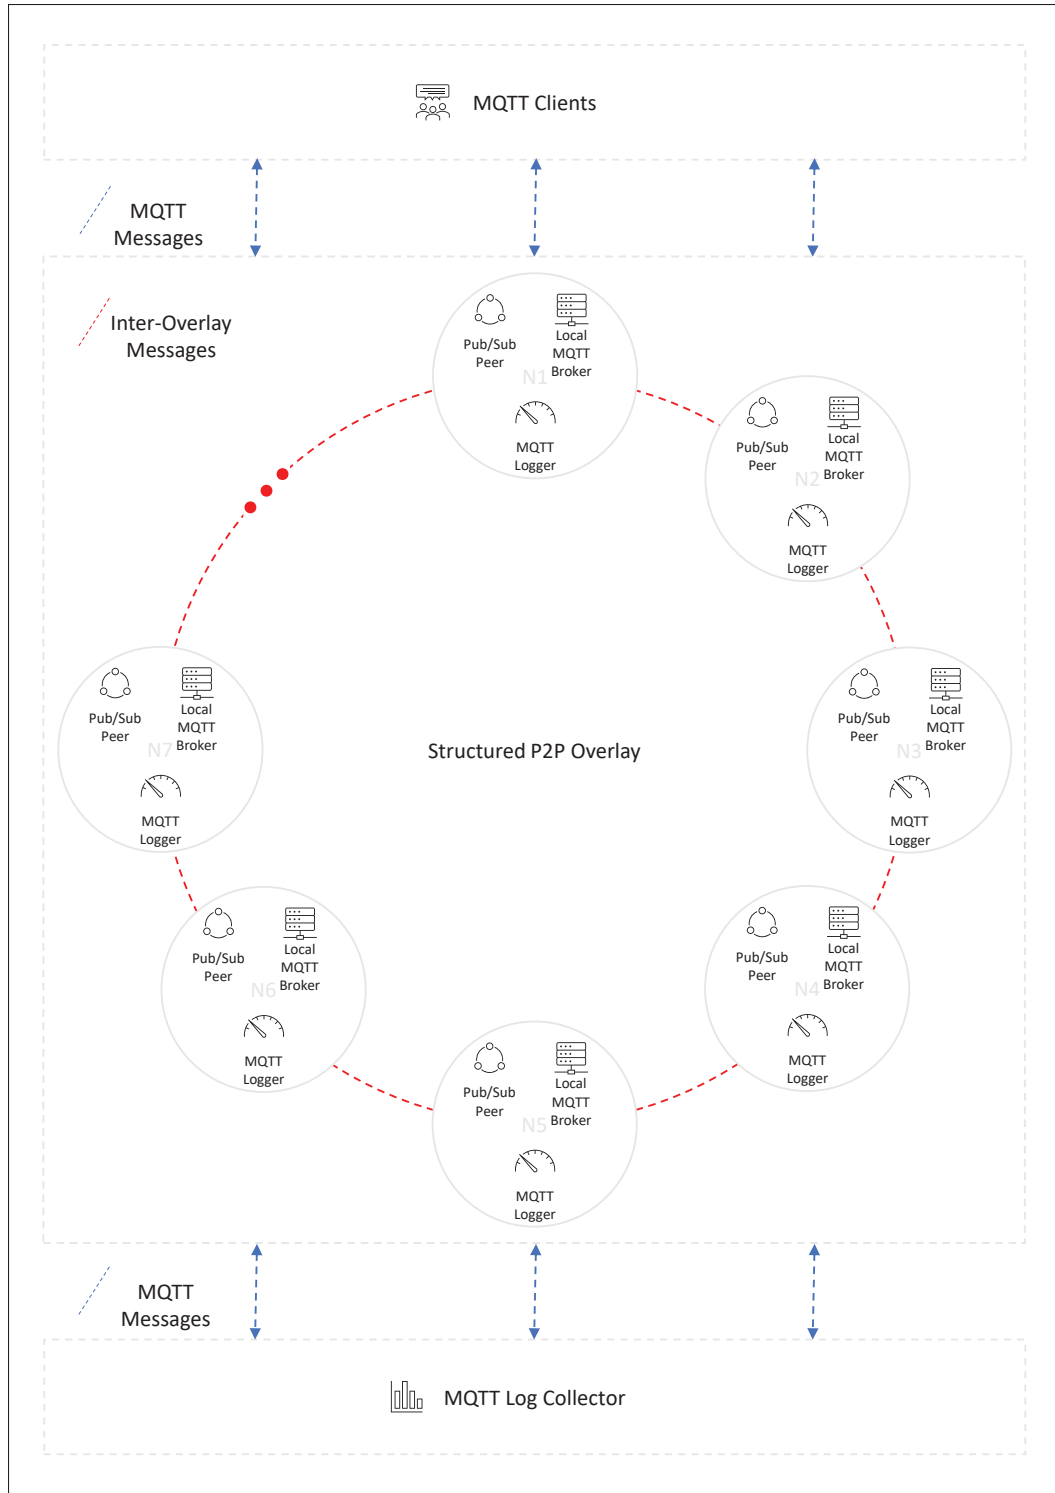 MQTT Clients
MQTT
Messages
Inter-Overlay
Messages
Pub/Sub
Peer
Local
MQTT
Broker
N1
MQTT
Logger
Pub/Sub
Peer
Local
MQTT
Broker
N2
MQTT
Logger
Pub/Sub
Peer
Local
MQTT
Broker
N7
MQTT
Logger
Structured P2P Overlay
Pub/Sub
Peer
Local
MQTT
Broker
N3
MQTT
Logger
Pub/Sub
Peer
Local
MQTT
Broker
N6
MQTT
Logger
Pub/Sub
Peer
Local
MQTT
Broker
N4
MQTT
Logger
Pub/Sub
Peer
Local
MQTT
Broker
N5
MQTT
Logger
MQTT
Messages
MQTT Log Collector